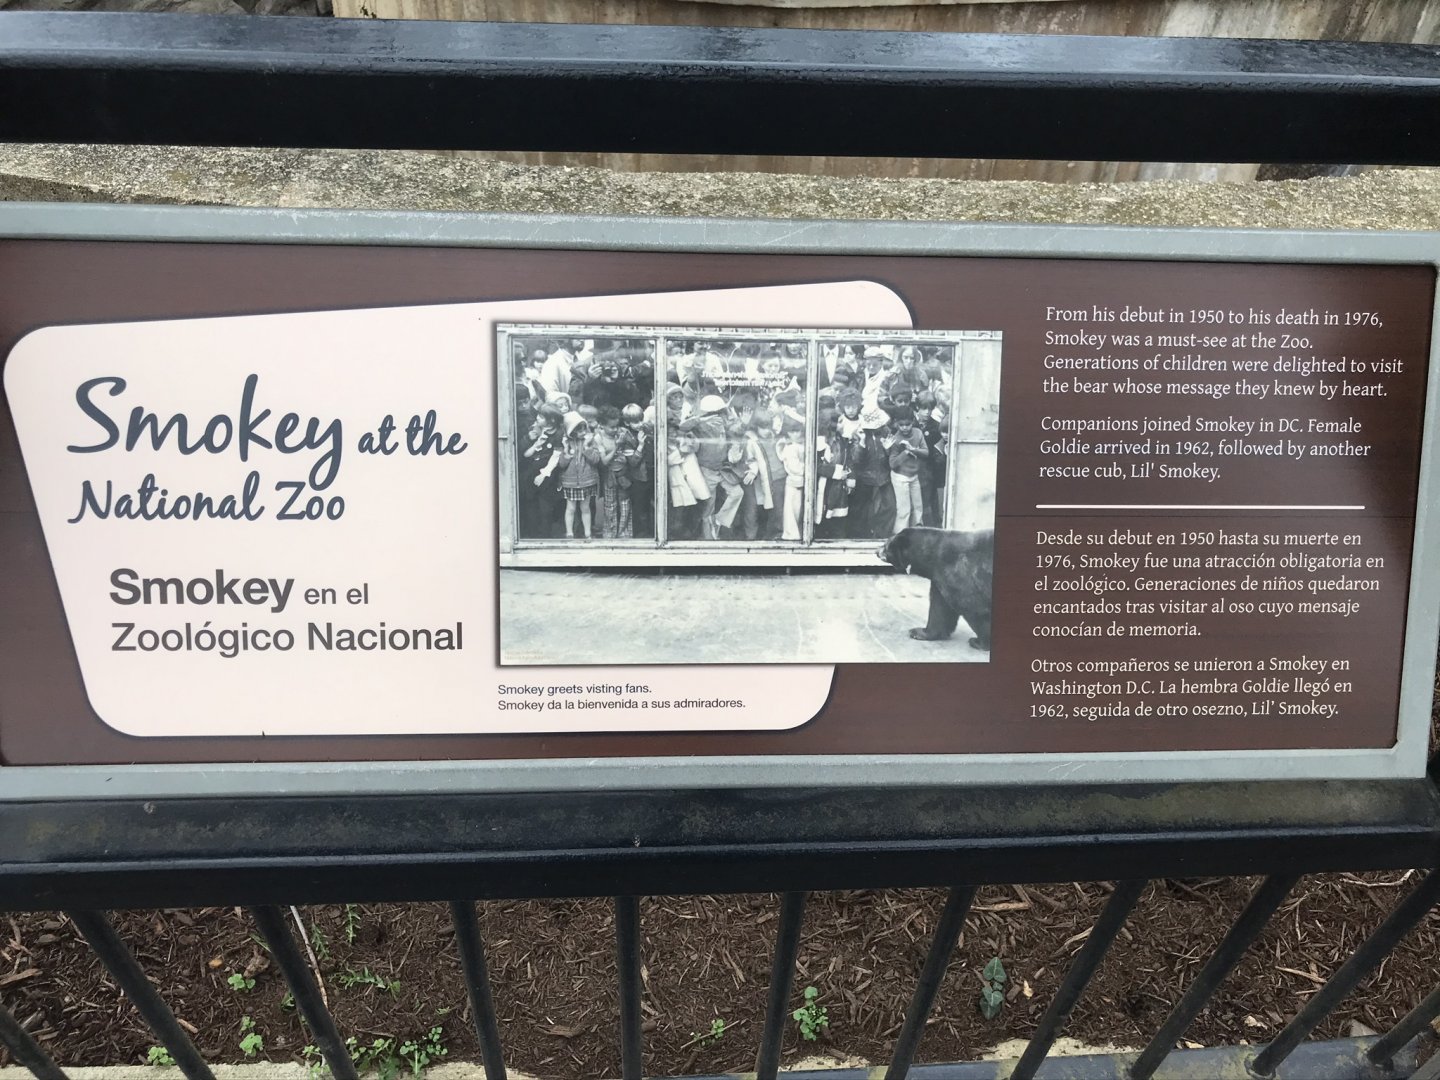 Smokey at the
National Zoo
Smokey en el
Zoológico Nacional
Smokey greets visting fans.
Smokey da la bienvenida a sus admiradores.
From his debut in 1950 to his death in 1976,
Smokey was a must-see at the Zoo.
Generations of children were delighted to visit
the bear whose message they knew by heart.
Companions joined Smokey in DC. Female
Goldie arrived in 1962, followed by another
rescue cub, Lil' Smokey.
Desde su debut en 1950 hasta su muerte en
1976, Smokey fue una atracción obligatoria en
el zoológico. Generaciones de niños quedaron
encantados tras visitar al oso cuyo mensaje
conocían de memoria.
Otros compañeros se unieron a Smokey en
Washington D.C. La hembra Goldie llegó en
1962, seguida de otro osezno, Lil’ Smokey.